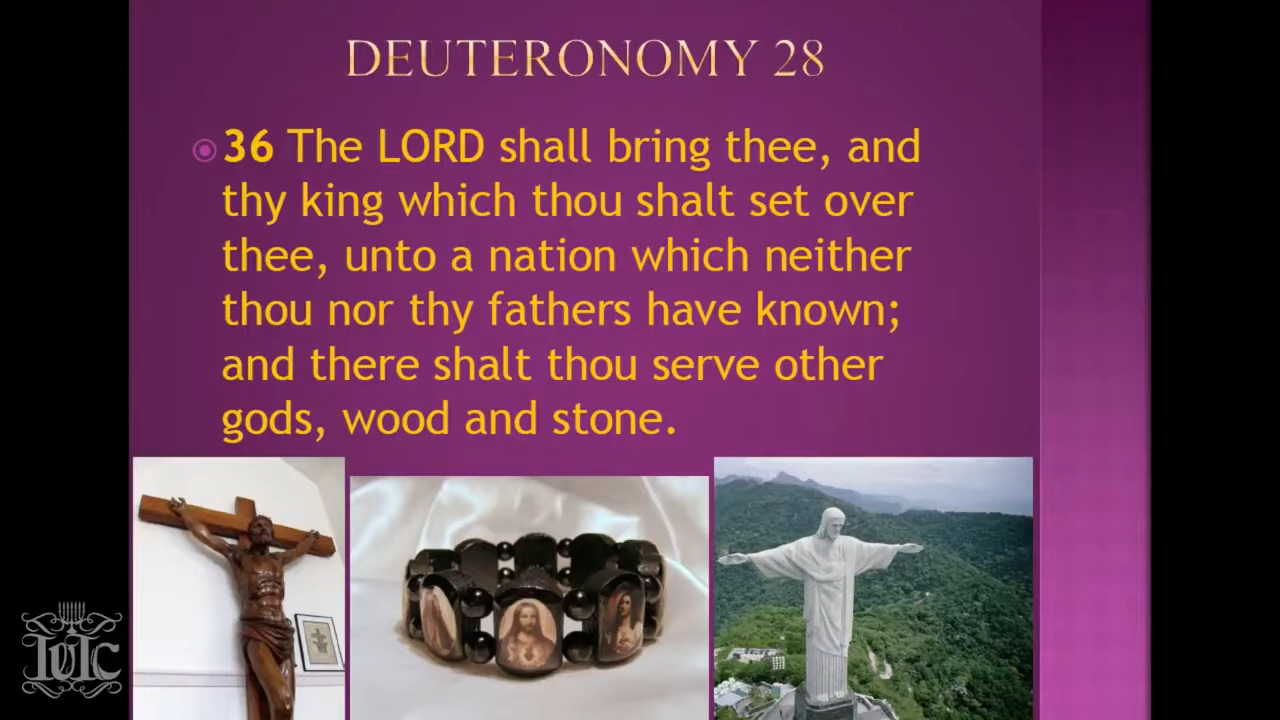 DEUTERONOMY 28
36 The LORD shall bring thee, and
thy king which thou shalt set over
thee, unto a nation which neither
thou nor thy fathers have known;
and there shalt thou serve other
gods, wood and stone.
IUIC